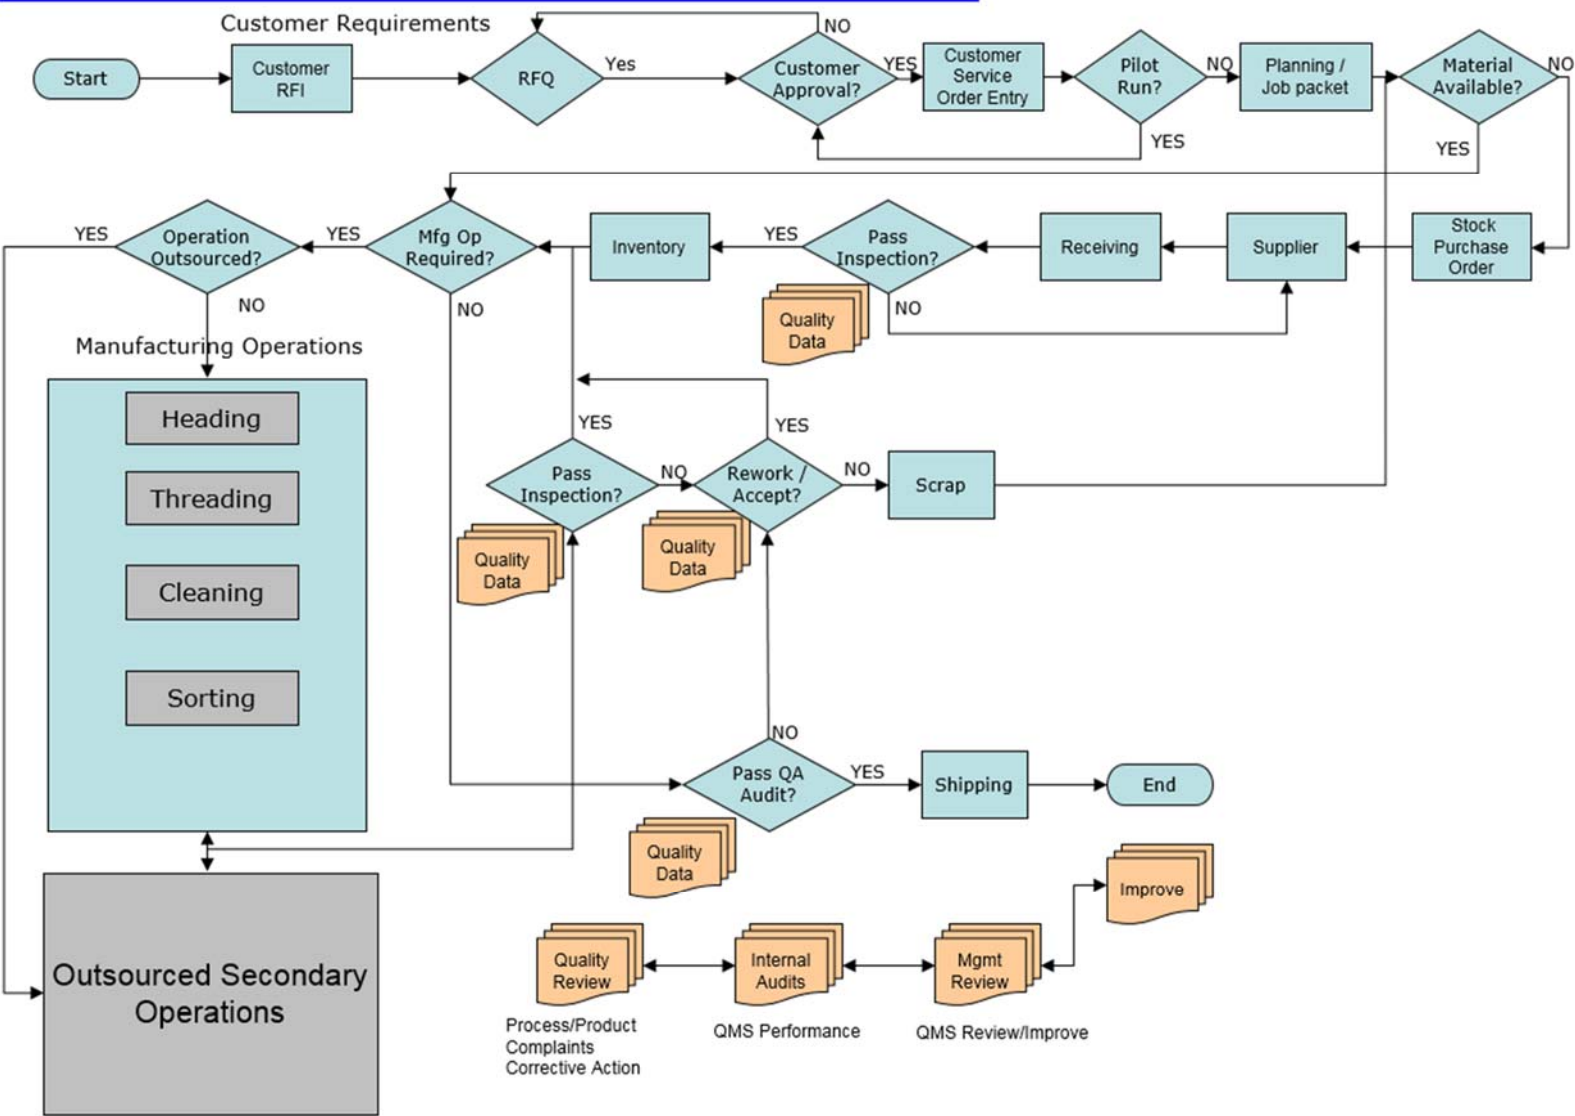 Customer Requirements
NO
Start
Customer
RFI
RFQ
Yes
Customer
Approval?
YES
Customer
Service
Order Entry
Pilot
Run?
NO
Planning /
Job packet
Material
Available?
NO
YES
YES
YES
Operation
Outsourced?
YES
Mfg Op
Required?
Inventory
YES
Pass
Inspection?
Receiving
Supplier
Stock
Purchase
Order
NO
NO
NO
Quality
Data
Manufacturing Operations
Heading
Threading
Cleaning
Sorting
YES
YES
Pass
Inspection?
NO
Rework /
Accept?
NO
Scrap
Quality
Data
Quality
Data
NO
Pass QA
Audit?
YES
Shipping
End
Quality
Data
Improve
Outsourced Secondary
Operations
Quality
Review
Internal
Audits
Mgmt
Review
Process/Product
Complaints
Corrective Action
QMS Performance
QMS Review/Improve